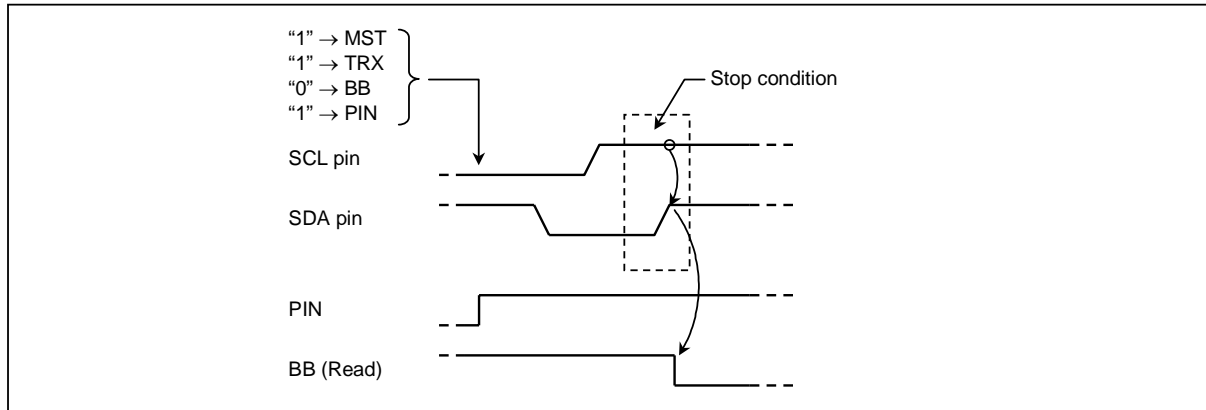 “1” → MST
“1” → TRX
“0” → BB
“1” → PIN
Stop condition
SCL pin
SDA pin
PIN
BB (Read)